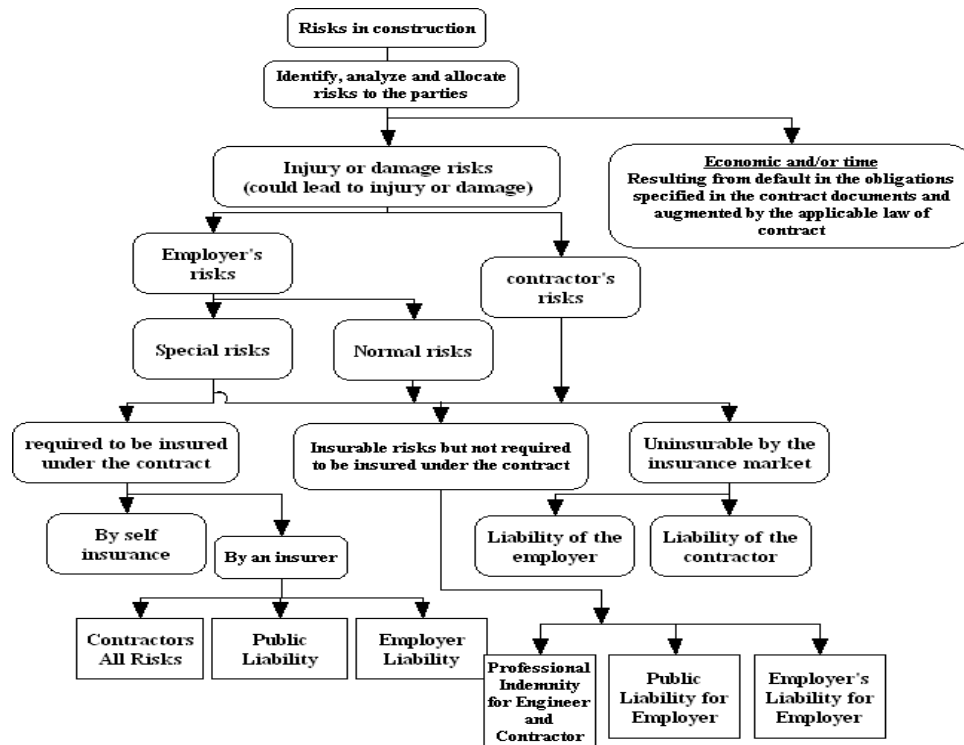 Risks in construction
Identify, analyze and allocate
risks to the parties
Injury or damage risks
(could lead to injury or damage)
Economic and/or time
Resulting from default in the obligations
specified in the contract documents and
augmented by the applicable law of
contract
Employer's
risks
contractor's
risks
Special risks
Normal risks
required to be insured
under the contract
Insurable risks but not required
to be insured under the contract
Uninsurable by the
insurance market
By self
insurance
By an insurer
Liability of the
employer
Liability of the
contractor
Contractors
All Risks
Public
Liability
Employer
Liability
Professional
Indemnity
for Engineer
and
Contractor
Public
Liability for
Employer
Employer's
Liability for
Employer